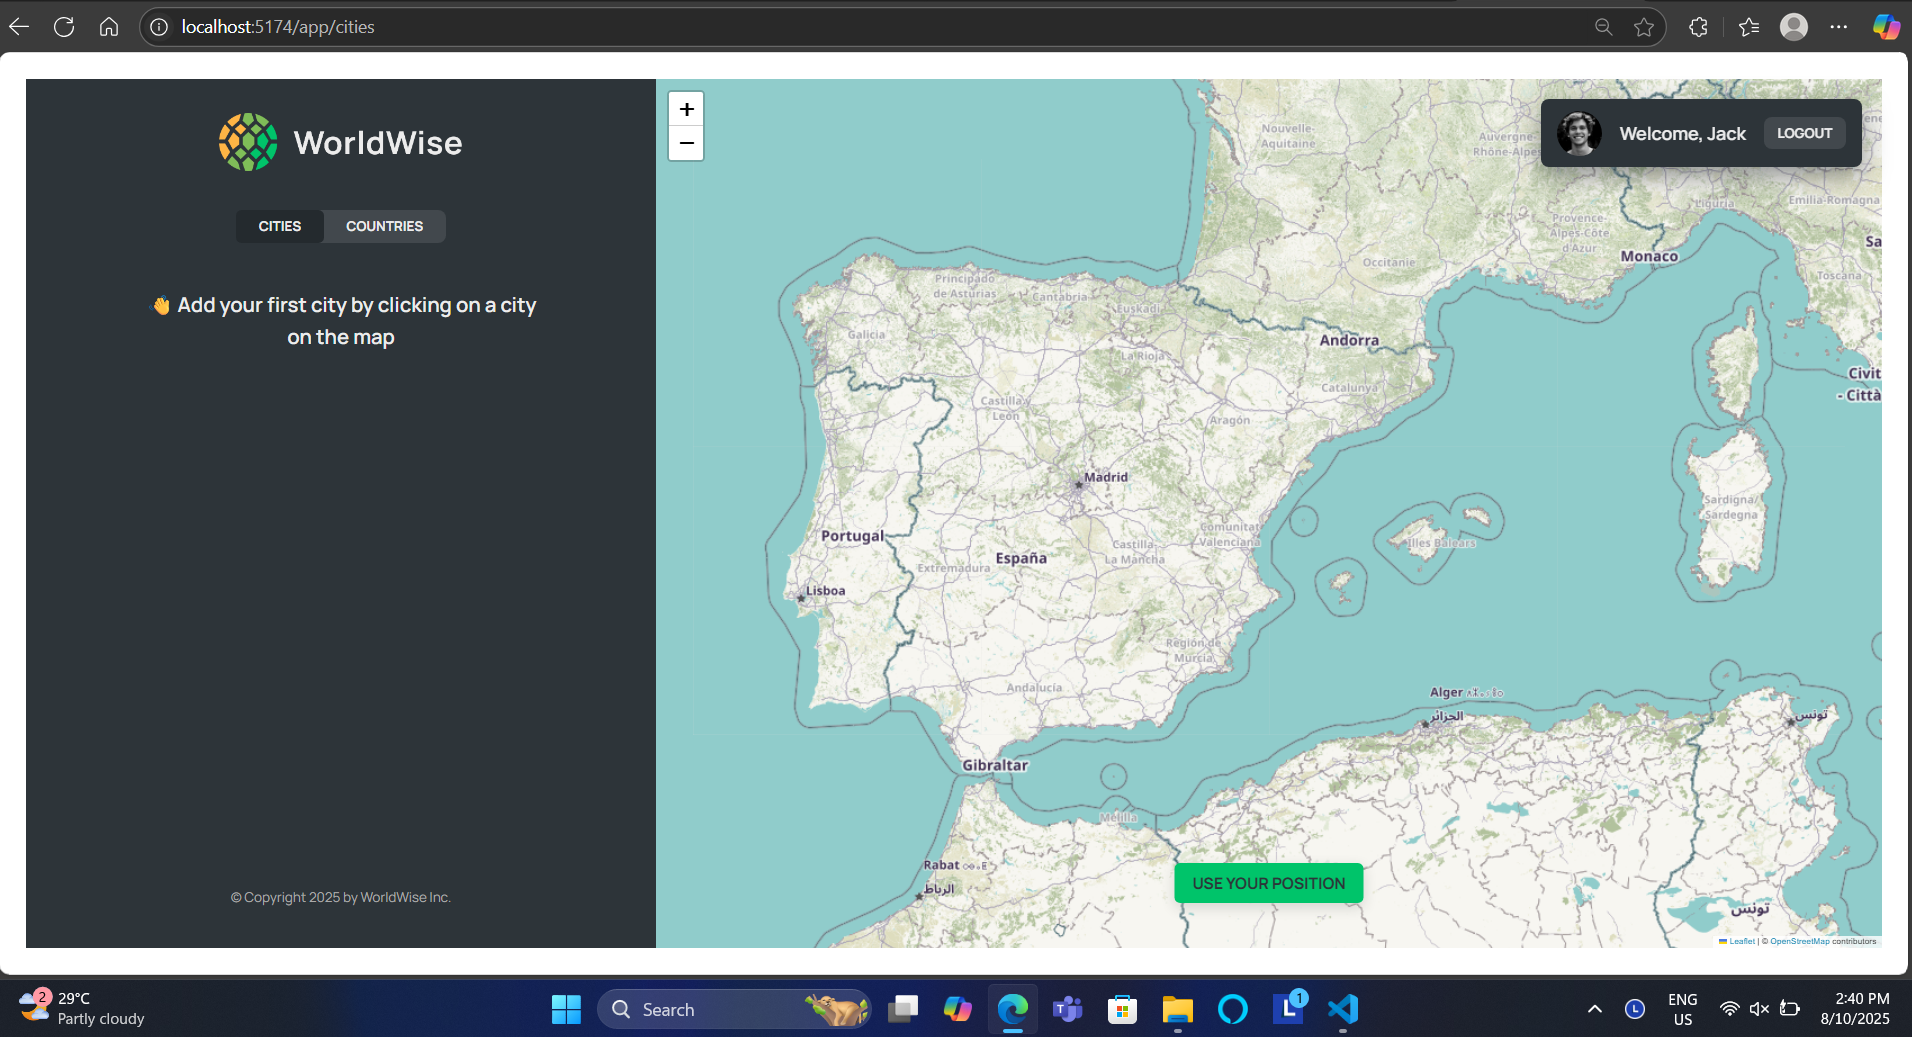 localhost:5174/app/cities
WorldWise
CITIES
COUNTRIES
👋 Add your first city by clicking on a city
on the map
© Copyright 2025 by WorldWise Inc.
+
−
Welcome, Jack
LOGOUT
Nouvelle-
Aquitaine
Auvergne-
Rhône-Alpes
Liguria
Emilia-Romagna
Provence-
Alpes-Côte
d'Azur
Occitanie
Monaco
Sa
Toscana
Principado
de Asturias
Cantabria
Euskadi
Galicia
La Rioja
Andorra
Catalunya
Civit
- Citta
Castilla y
León
Aragón
Madrid
Sardigna/
Sardegna
Portugal
España
Extremadura
Castilla-
La Mancha
Comunitat
Valenciana
Illes Balears
Lisboa
Región de
Murcia
Andalucía
Alger
الجزائر
تونس
Gibraltar
Melilla
Rabat
الرباط
تونس
USE YOUR POSITION
Leaflet | © OpenStreetMap contributors
2
29°C
Partly cloudy
Search
T
L
1
L
ENG
US
2:40 PM
8/10/2025